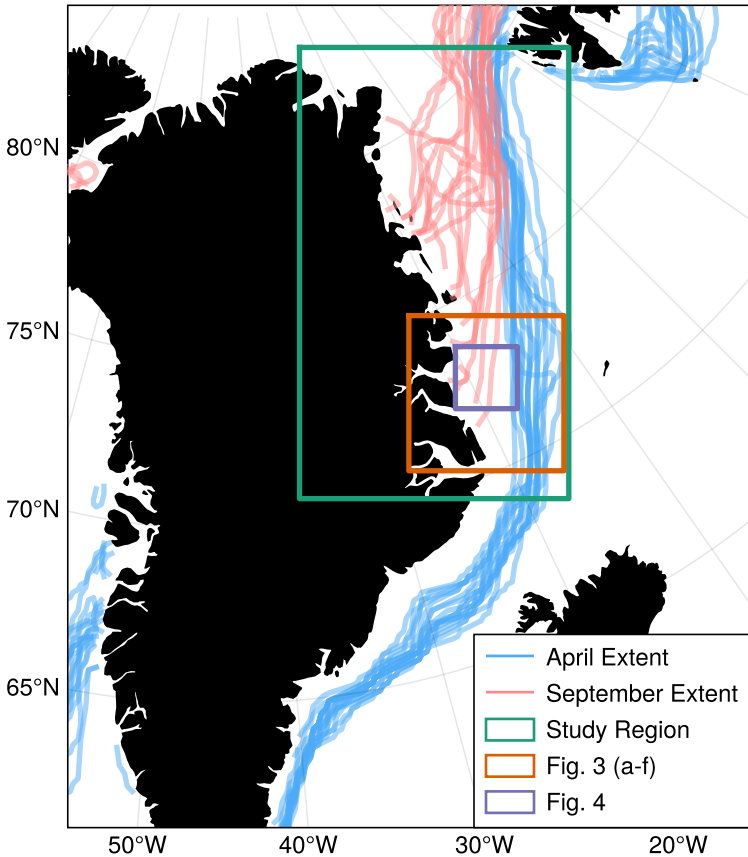 80°N
75°N
70°N
65°N
April Extent
September Extent
Study Region
Fig. 3 (a-f)
Fig. 4
50°W 40°W 30°W 20°W